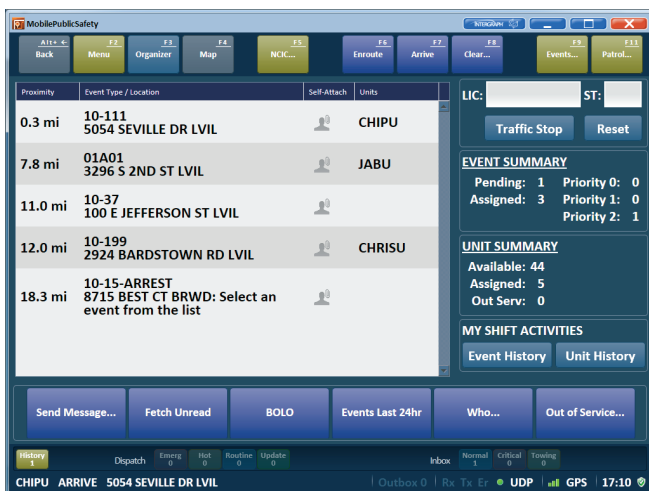 MobilePublicSafety
INTERGRAPH
Alt+ ←
Back
F2
Menu
F3
Organizer
F4
Map
F5
NCIC...
F6
Enroute
F7
Arrive
F8
Clear...
F9
Events...
F11
Patrol...
Proximity Event Type / Location Self-Attach Units
0.3 mi 10-111 CHIPU
5054 SEVILLE DR LVIL
7.8 mi 01A01 JABU
3296 S 2ND ST LVIL
11.0 mi 10-37
100 E JEFFERSON ST LVIL
12.0 mi 10-199 CHRISU
2924 BARDSTOWN RD LVIL
18.3 mi 10-15-ARREST
8715 BEST CT BRWD: Select an
event from the list
LIC: ST:
Traffic Stop Reset
EVENT SUMMARY
Pending: 1 Priority 0: 0
Assigned: 3 Priority 1: 0
Priority 2: 1
UNIT SUMMARY
Available: 44
Assigned: 5
Out Serv: 0
MY SHIFT ACTIVITIES
Event History Unit History
Send Message... Fetch Unread BOLO Events Last 24hr Who... Out of Service...
History
1
Dispatch
Emerg
0
Hot
0
Routine
0
Update
0
Inbox
Normal
1
Critical
0
Towing
0
CHIPU ARRIVE 5054 SEVILLE DR LVIL Outbox 0 Rx Tx Er UDP GPS 17:10